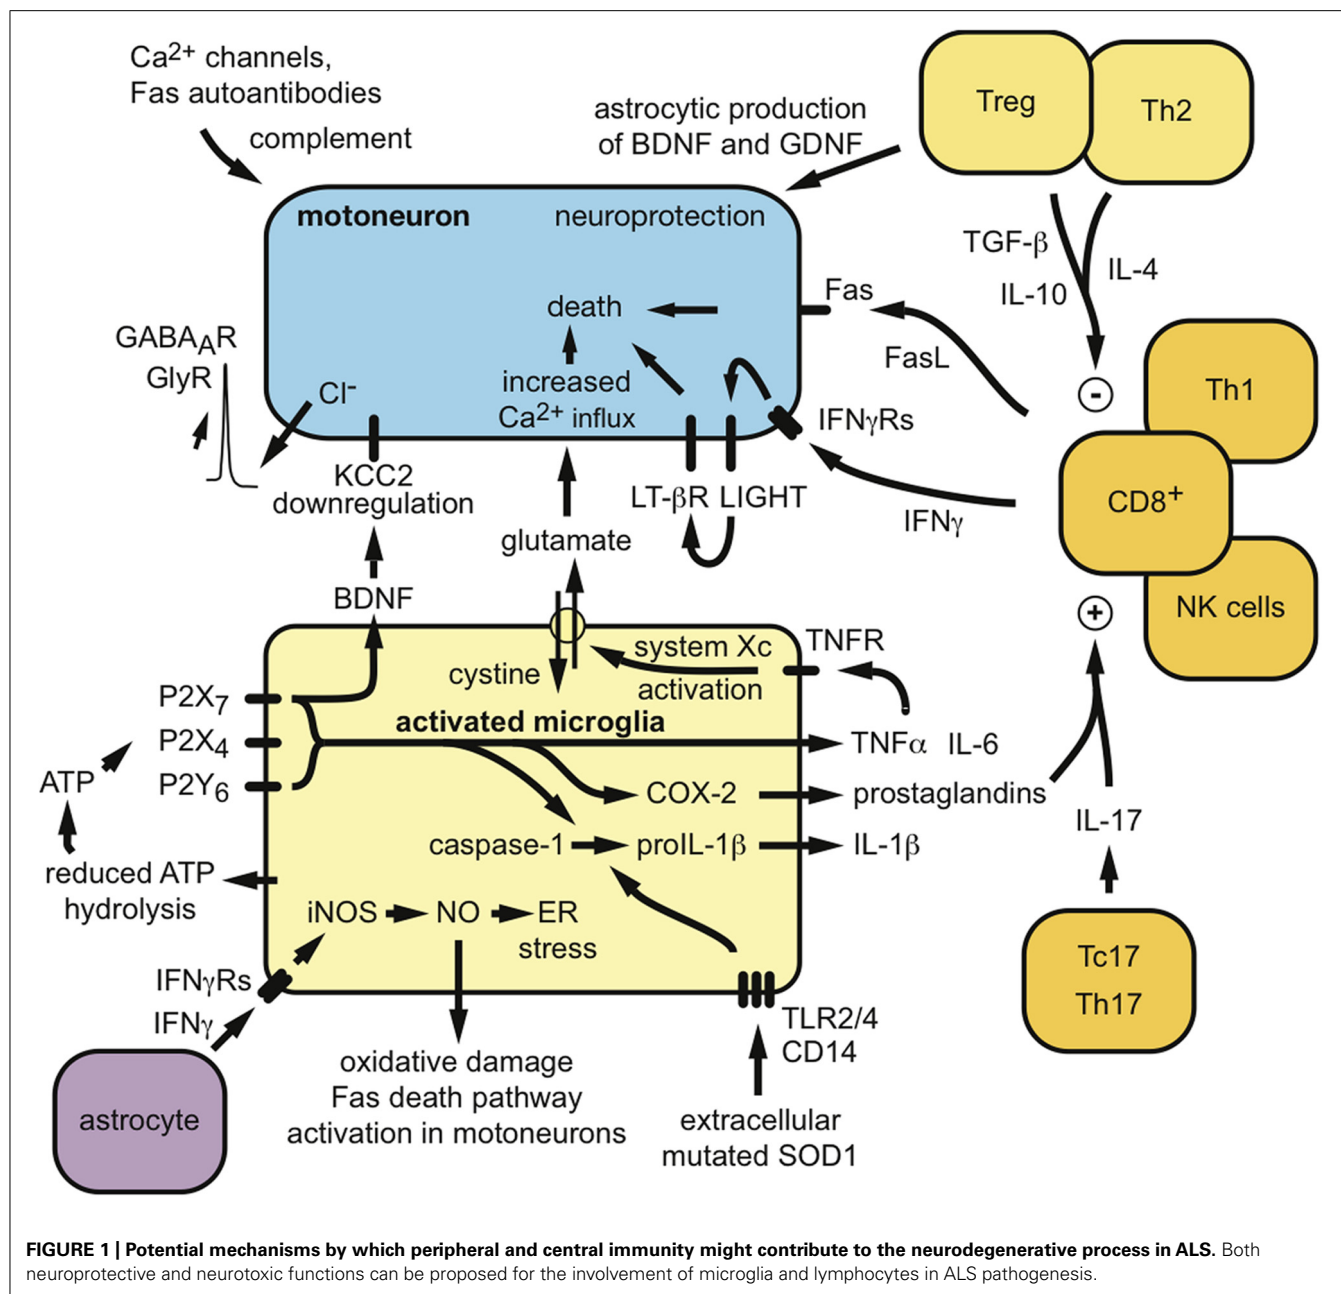 Ca2+ channels,
Fas autoantibodies
complement
astrocytic production
of BDNF and GDNF
Treg
Th2
motoneuron
neuroprotection
TGF-β
IL-10
IL-4
death
Fas
FasL
GABAAR
GlyR
Cl-
increased
Ca2+ influx
IFNγRs
-
Th1
CD8+
NK cells
+
KCC2
downregulation
LT-βR LIGHT
IFNγ
glutamate
BDNF
system Xc
activation
TNFR
cystine
activated microglia
P2X7
P2X4
P2Y6
TNFα IL-6
ATP
COX-2
prostaglandins
IL-17
caspase-1
proIL-1β
IL-1β
reduced ATP
hydrolysis
iNOS
NO
ER
stress
Tc17
Th17
IFNγRs
IFNγ
TLR2/4
CD14
astrocyte
oxidative damage
Fas death pathway
activation in motoneurons
extracellular
mutated SOD1
FIGURE 1 | Potential mechanisms by which peripheral and central immunity might contribute to the neurodegenerative process in ALS. Both
neuroprotective and neurotoxic functions can be proposed for the involvement of microglia and lymphocytes in ALS pathogenesis.